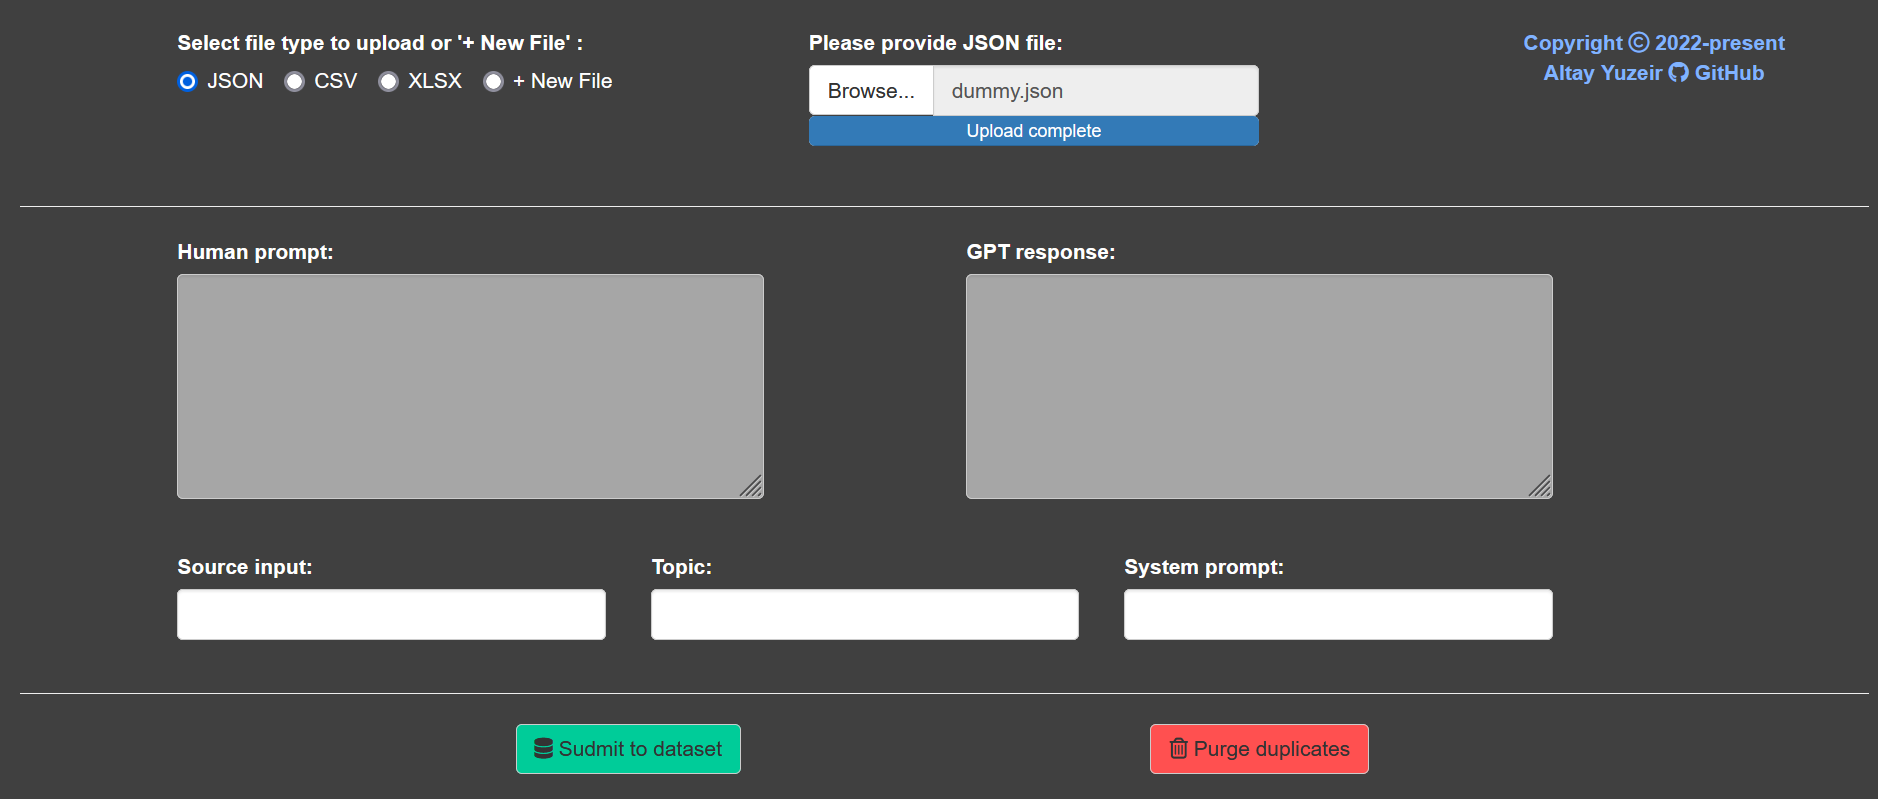 Select file type to upload or '+ New File' :
JSON CSV XLSX + New File
Please provide JSON file:
Browse... dummy.json
Upload complete
Copyright © 2022-present
Altay Yuzeir GitHub
Human prompt:
GPT response:
Source input:
Topic:
System prompt:
Sudmit to dataset
Purge duplicates